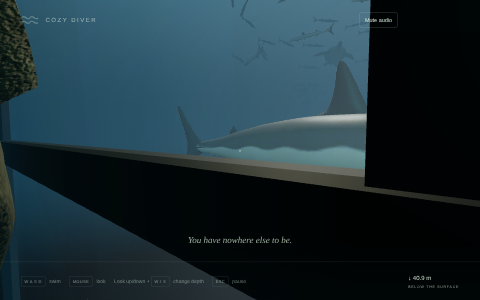 COZY DIVER
Mute audio
You have nowhere else to be.
W A S D swim MOUSE look Look up/down + W / S change depth ESC pause
↓ 40.9 m
BELOW THE SURFACE